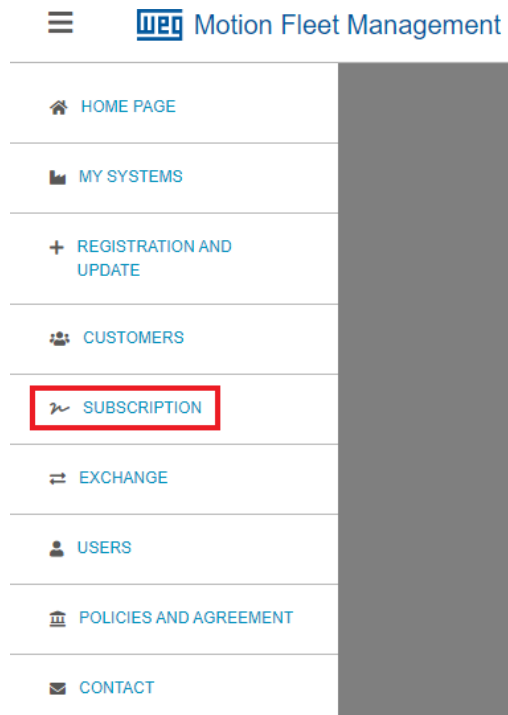 WEG Motion Fleet Management
HOME PAGE
MY SYSTEMS
REGISTRATION AND
UPDATE
CUSTOMERS
SUBSCRIPTION
EXCHANGE
USERS
POLICIES AND AGREEMENT
CONTACT